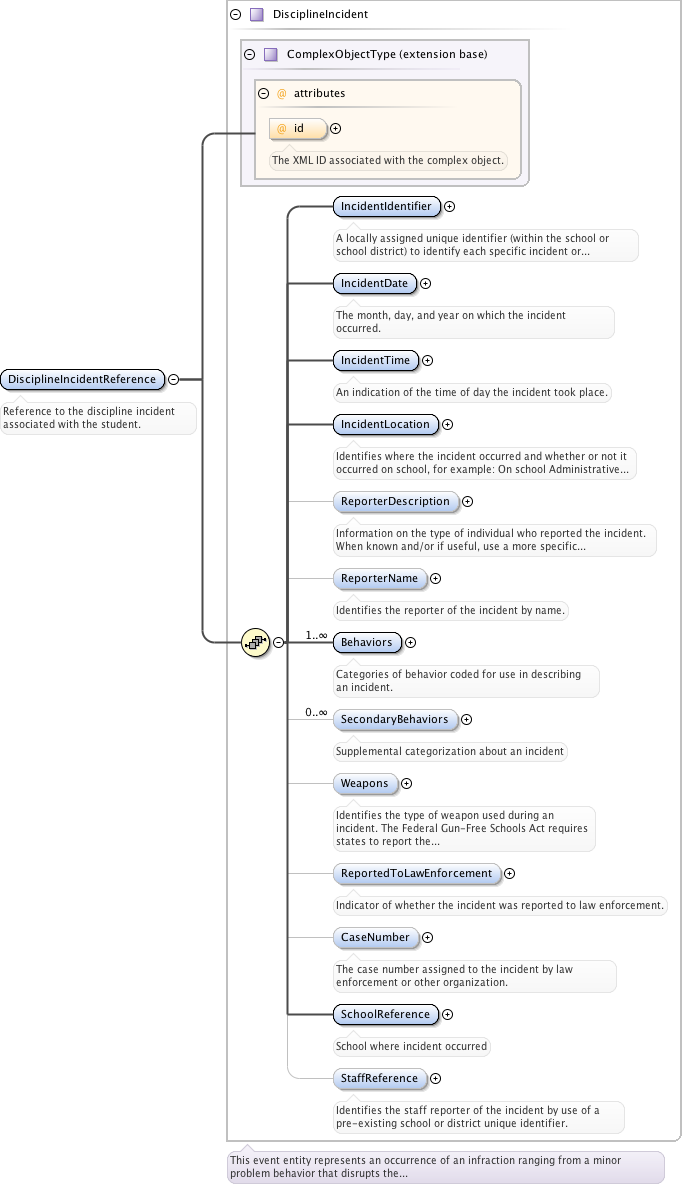 DisciplineIncident
ComplexObjectType (extension base)
@ attributes
@ id
The XML ID associated with the complex object.
IncidentIdentifier
A locally assigned unique identifier (within the school or
school district) to identify each specific incident or...
IncidentDate
The month, day, and year on which the incident
occurred.
IncidentTime
An indication of the time of day the incident took place.
DisciplineIncidentReference
Reference to the discipline incident
associated with the student.
IncidentLocation
Identifies where the incident occurred and whether or not it
occurred on school, for example: On school Administrative...
ReporterDescription
Information on the type of individual who reported the incident.
When known and/or if useful, use a more specific...
ReporterName
Identifies the reporter of the incident by name.
1..∞
Behaviors
Categories of behavior coded for use in describing
an incident.
0..∞
SecondaryBehaviors
Supplemental categorization about an incident
Weapons
Identifies the type of weapon used during an
incident. The Federal Gun-Free Schools Act requires
states to report the...
ReportedToLawEnforcement
Indicator of whether the incident was reported to law enforcement.
CaseNumber
The case number assigned to the incident by law
enforcement or other organization.
SchoolReference
School where incident occurred
StaffReference
Identifies the staff reporter of the incident by use of a
pre-existing school or district unique identifier.
This event entity represents an occurrence of an infraction ranging from a minor
problem behavior that disrupts the...